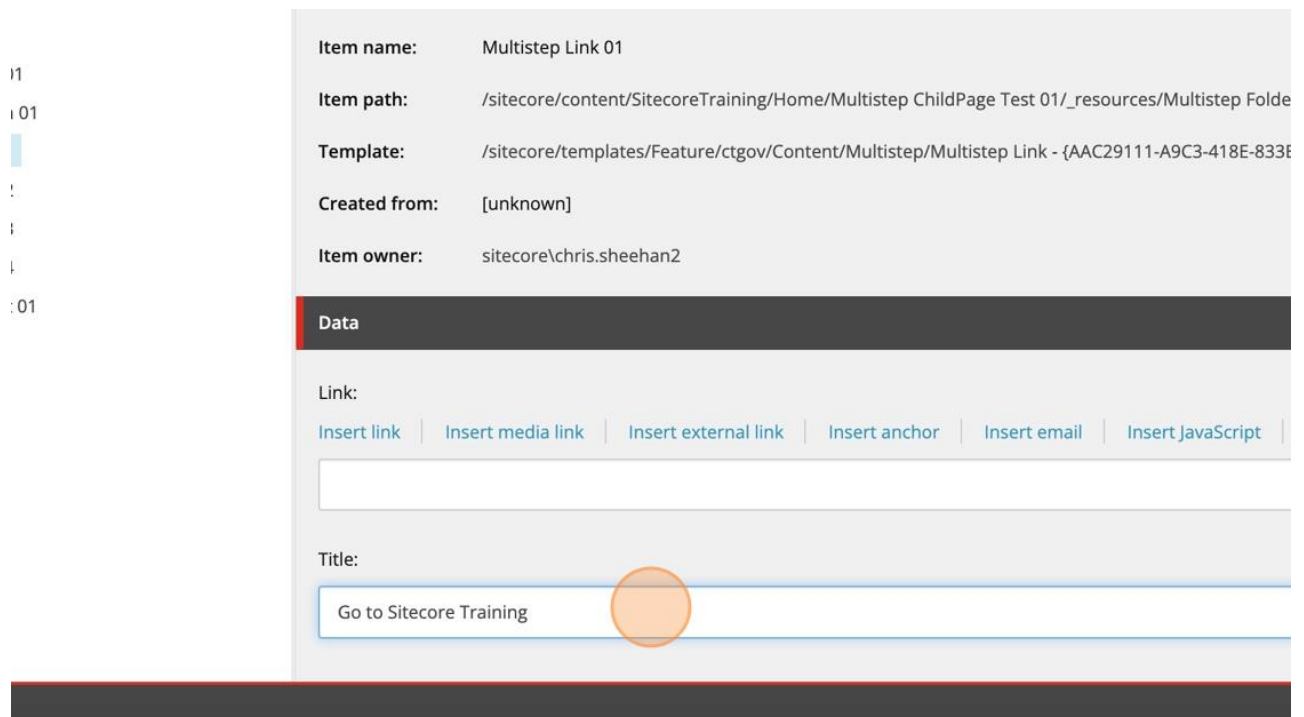 Item name: Multistep Link 01
01
Item path: /sitecore/content/SitecoreTraining/Home/Multistep ChildPage Test 01/_resources/Multistep Folde
01
Template: /sitecore/templates/Feature/ctgov/Content/Multistep/Multistep Link - {AAC29111-A9C3-418E-833E
Created from: [unknown]
Item owner: sitecore\chris.sheehan2
: 01
Data
Link:
Insert link Insert media link Insert external link Insert anchor Insert email Insert JavaScript
Title:
Go to Sitecore Training